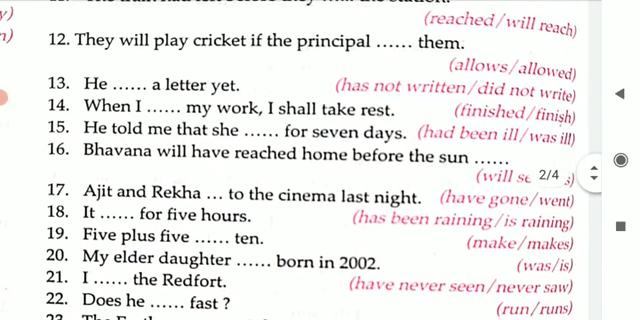 (reached/will reach)
12. They will play cricket if the principal ...... them.
(allows/allowed)
13. He ...... a letter yet. (has not written/did not write)
14. When I ...... my work, I shall take rest. (finished/finish)
15. He told me that she ...... for seven days. (had been ill/was ill)
16. Bhavana will have reached home before the sun ......
(will se 2/4 s)
17. Ajit and Rekha ... to the cinema last night. (have gone/went)
18. It ...... for five hours. (has been raining/is raining)
19. Five plus five ...... ten. (make/makes)
20. My elder daughter ...... born in 2002. (was/is)
21. I ...... the Redfort. (have never seen/never saw)
22. Does he ...... fast ? (run/runs)